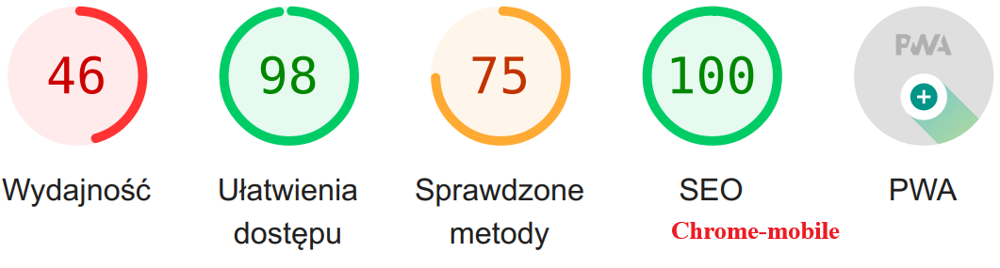 46 98 75 100 PWA
Wydajność Ułatwienia dostępu Sprawdzone metody SEO PWA
Chrome-mobile